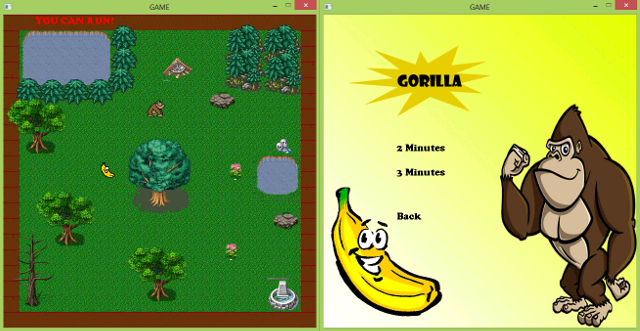 GAME
YOU CAN RUN!
GAME
GORILLA
2 Minutes
3 Minutes
Back